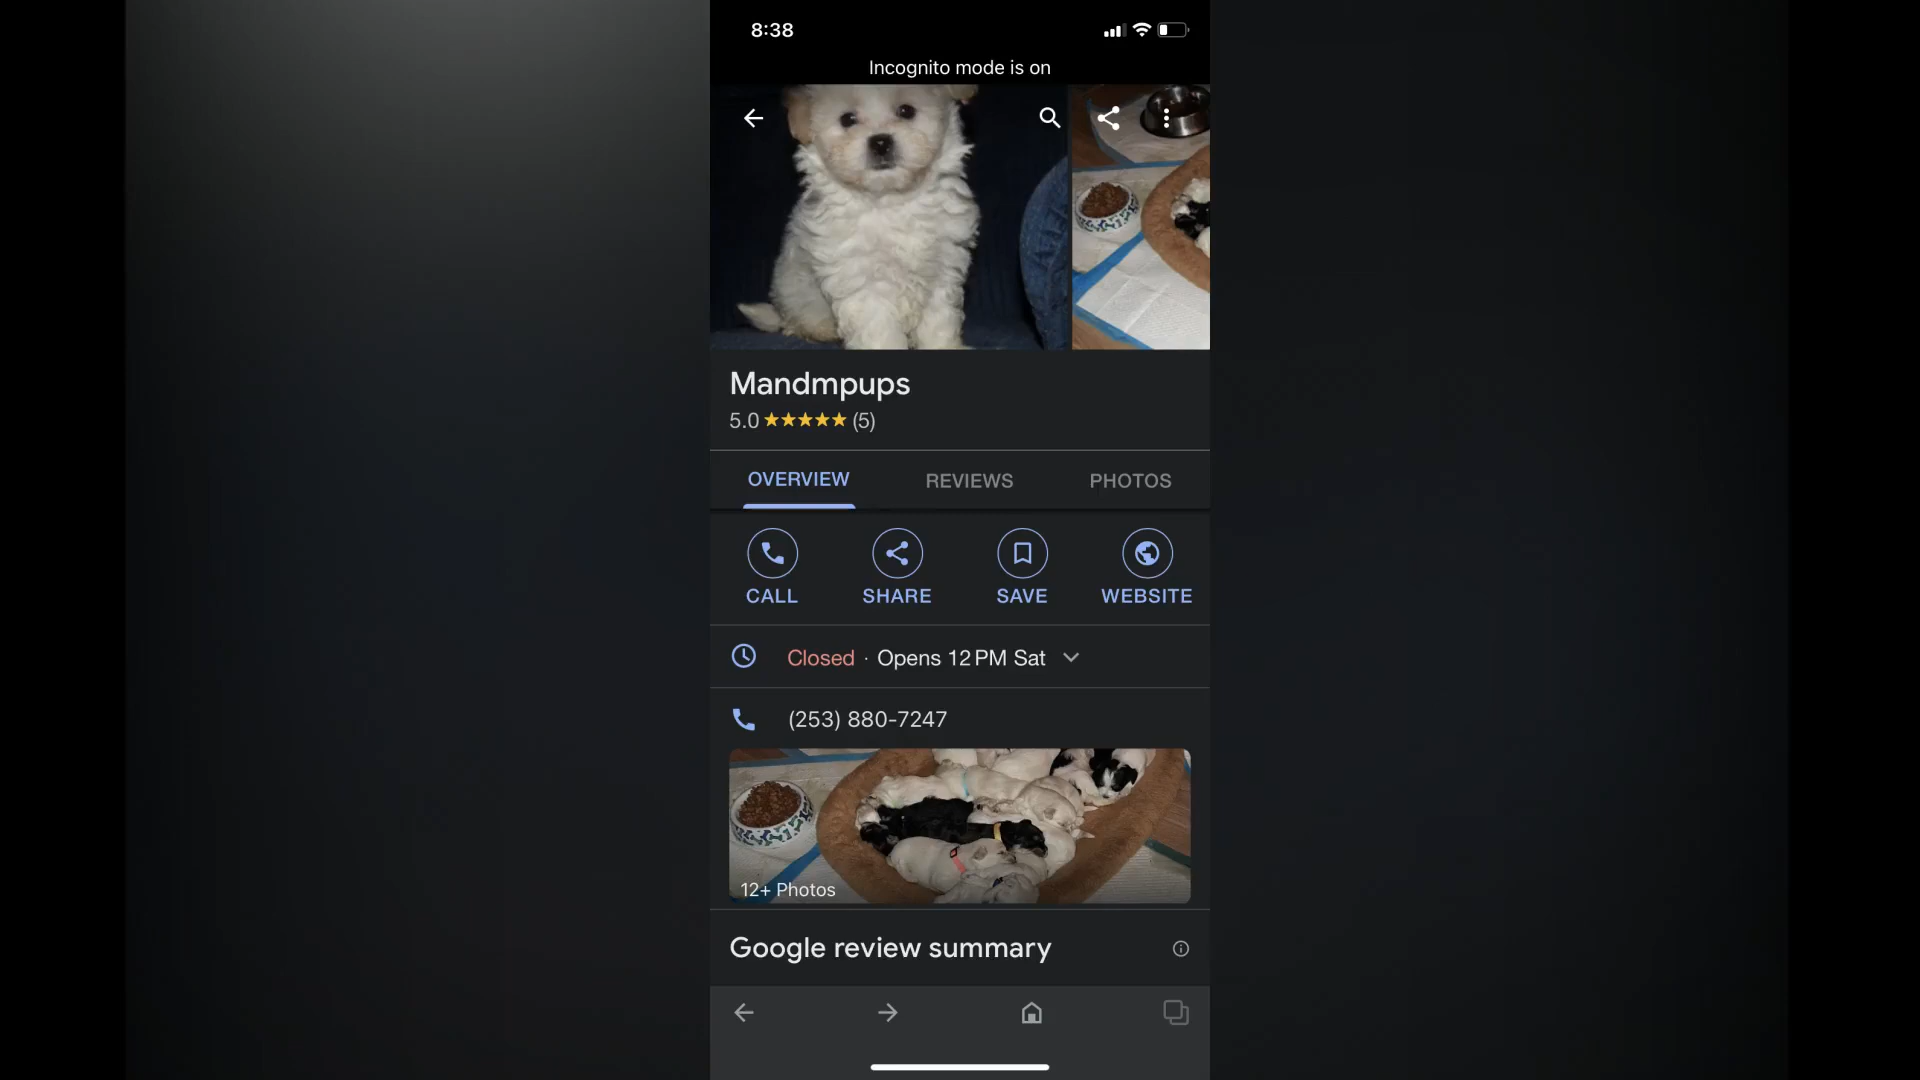 8:38
Incognito mode is on
Mandmpups
5.0 ★★★★★ (5)
OVERVIEW REVIEWS PHOTOS
CALL SHARE SAVE WEBSITE
Closed · Opens 12 PM Sat
(253) 880-7247
12+ Photos
Google review summary